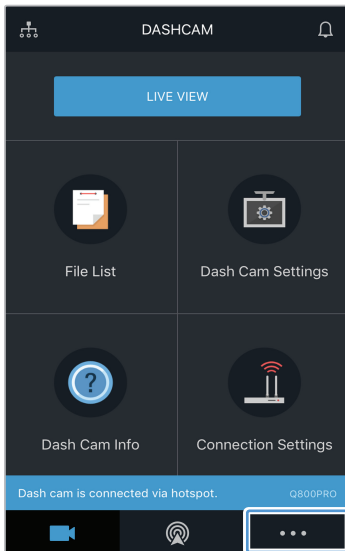 DASHCAM
LIVE VIEW
File List
Dash Cam Settings
?
Dash Cam Info
Connection Settings
Dash cam is connected via hotspot.
Q800PRO